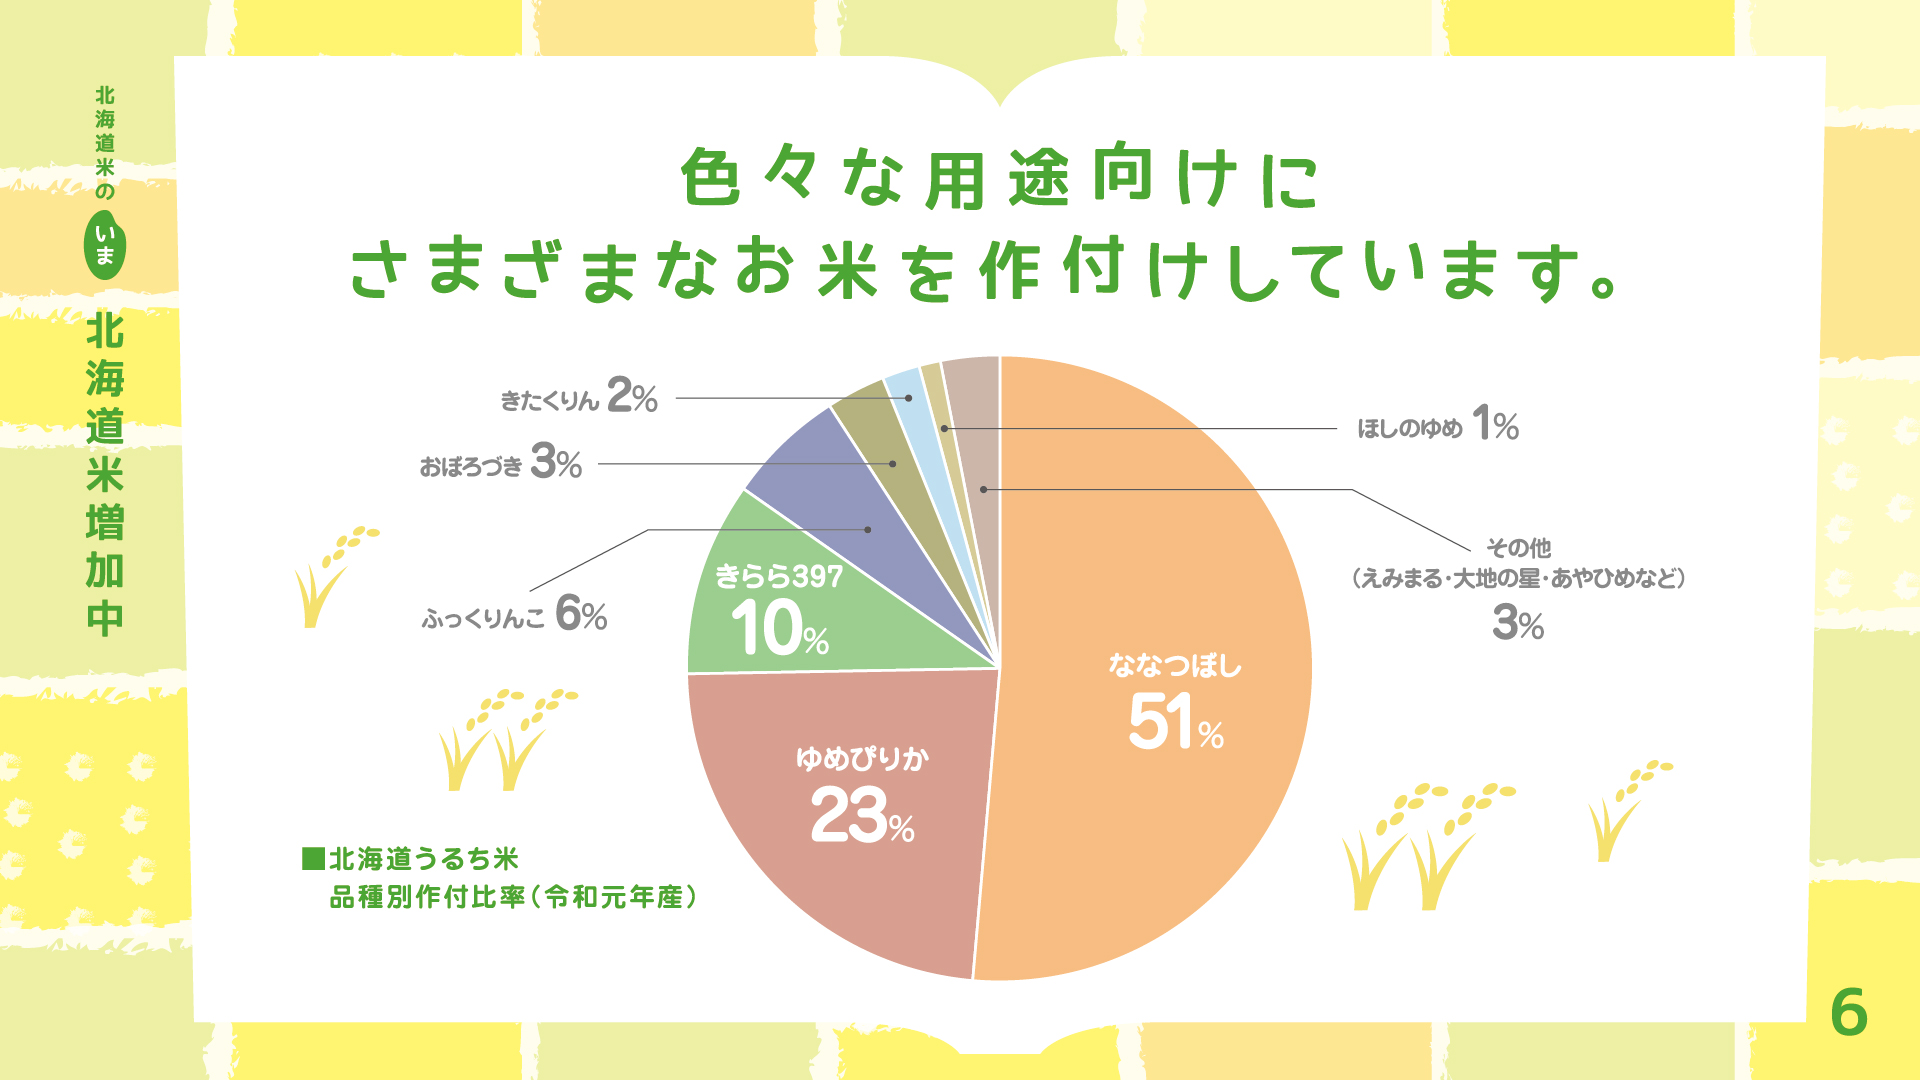 北海道米の
いま
北海道米増加中
色々な用途向けに
さまざまなお米を作付けしています。
きたくりん 2%
おぼろづき 3%
ふっくりんこ 6%
きらら397
10%
ゆめぴりか
23%
ななつぼし
51%
ほしのゆめ 1%
その他
(えみまる・大地の星・あやひめなど)
3%
■北海道うるち米
品種別作付比率(令和元年産)
6